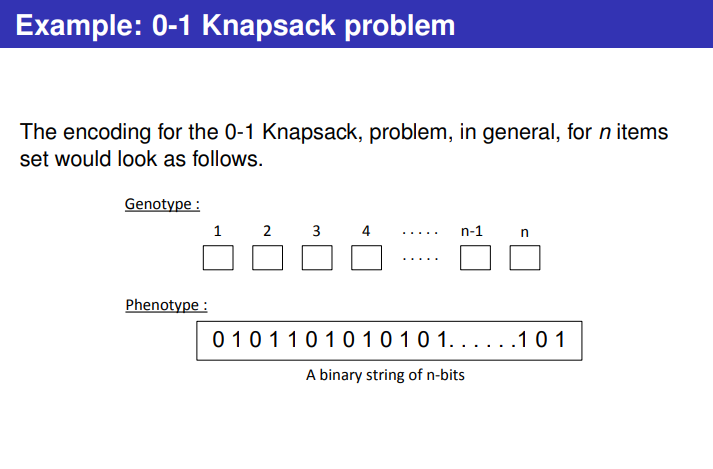 Example: 0-1 Knapsack problem
The encoding for the 0-1 Knapsack, problem, in general, for n items
set would look as follows.
Genotype :
1 2 3 4 ..... n-1 n
.....
Phenotype :
0 1 0 1 1 0 1 0 1 0 1 0 1. . . . . .1 0 1
A binary string of n-bits